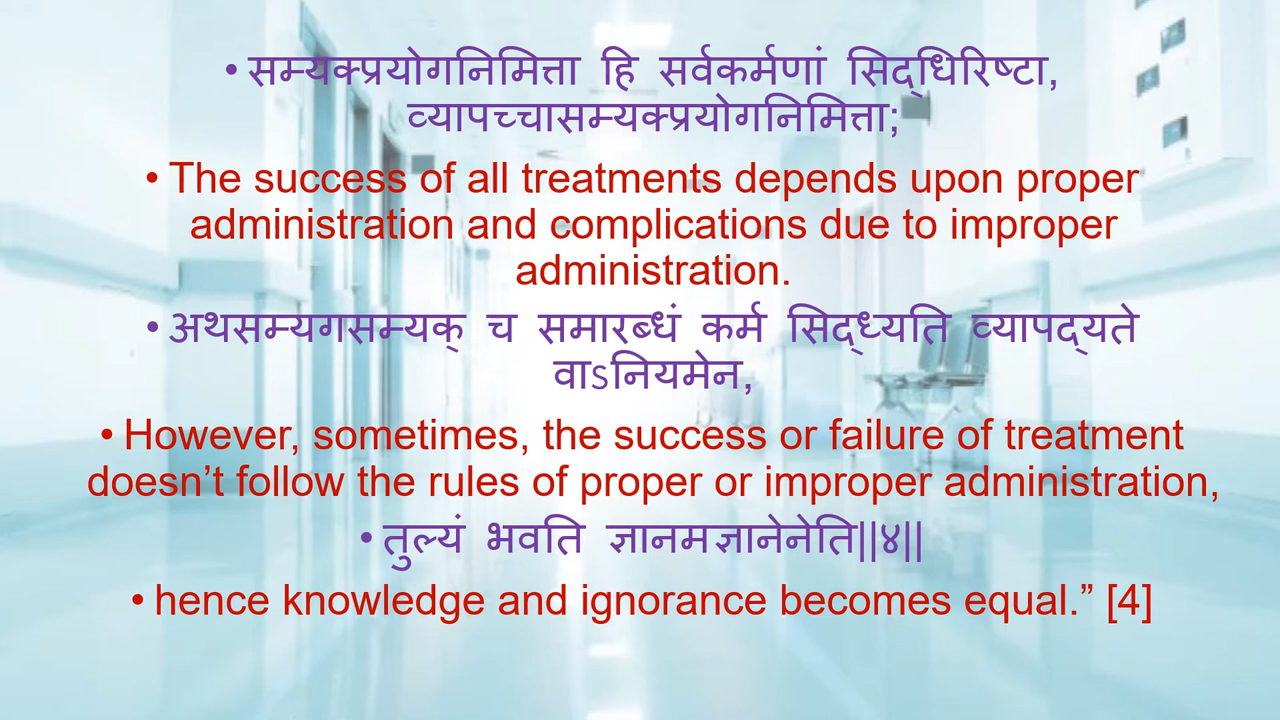 • सम्यक्प्रयोगनिमित्ता हि सर्वकर्मणां सिद्धिरिष्टा,
व्यापच्चासम्यक्प्रयोगनिमित्ता;
• The success of all treatments depends upon proper
administration and complications due to improper
administration.
• अथसम्यगसम्यक् च समारब्धं कर्म सिद्ध्यति व्यापद्यते
वाऽनियमेन,
• However, sometimes, the success or failure of treatment
doesn’t follow the rules of proper or improper administration,
• तुल्यं भवति ज्ञानमज्ञानेनेति||४||
• hence knowledge and ignorance becomes equal.” [4]